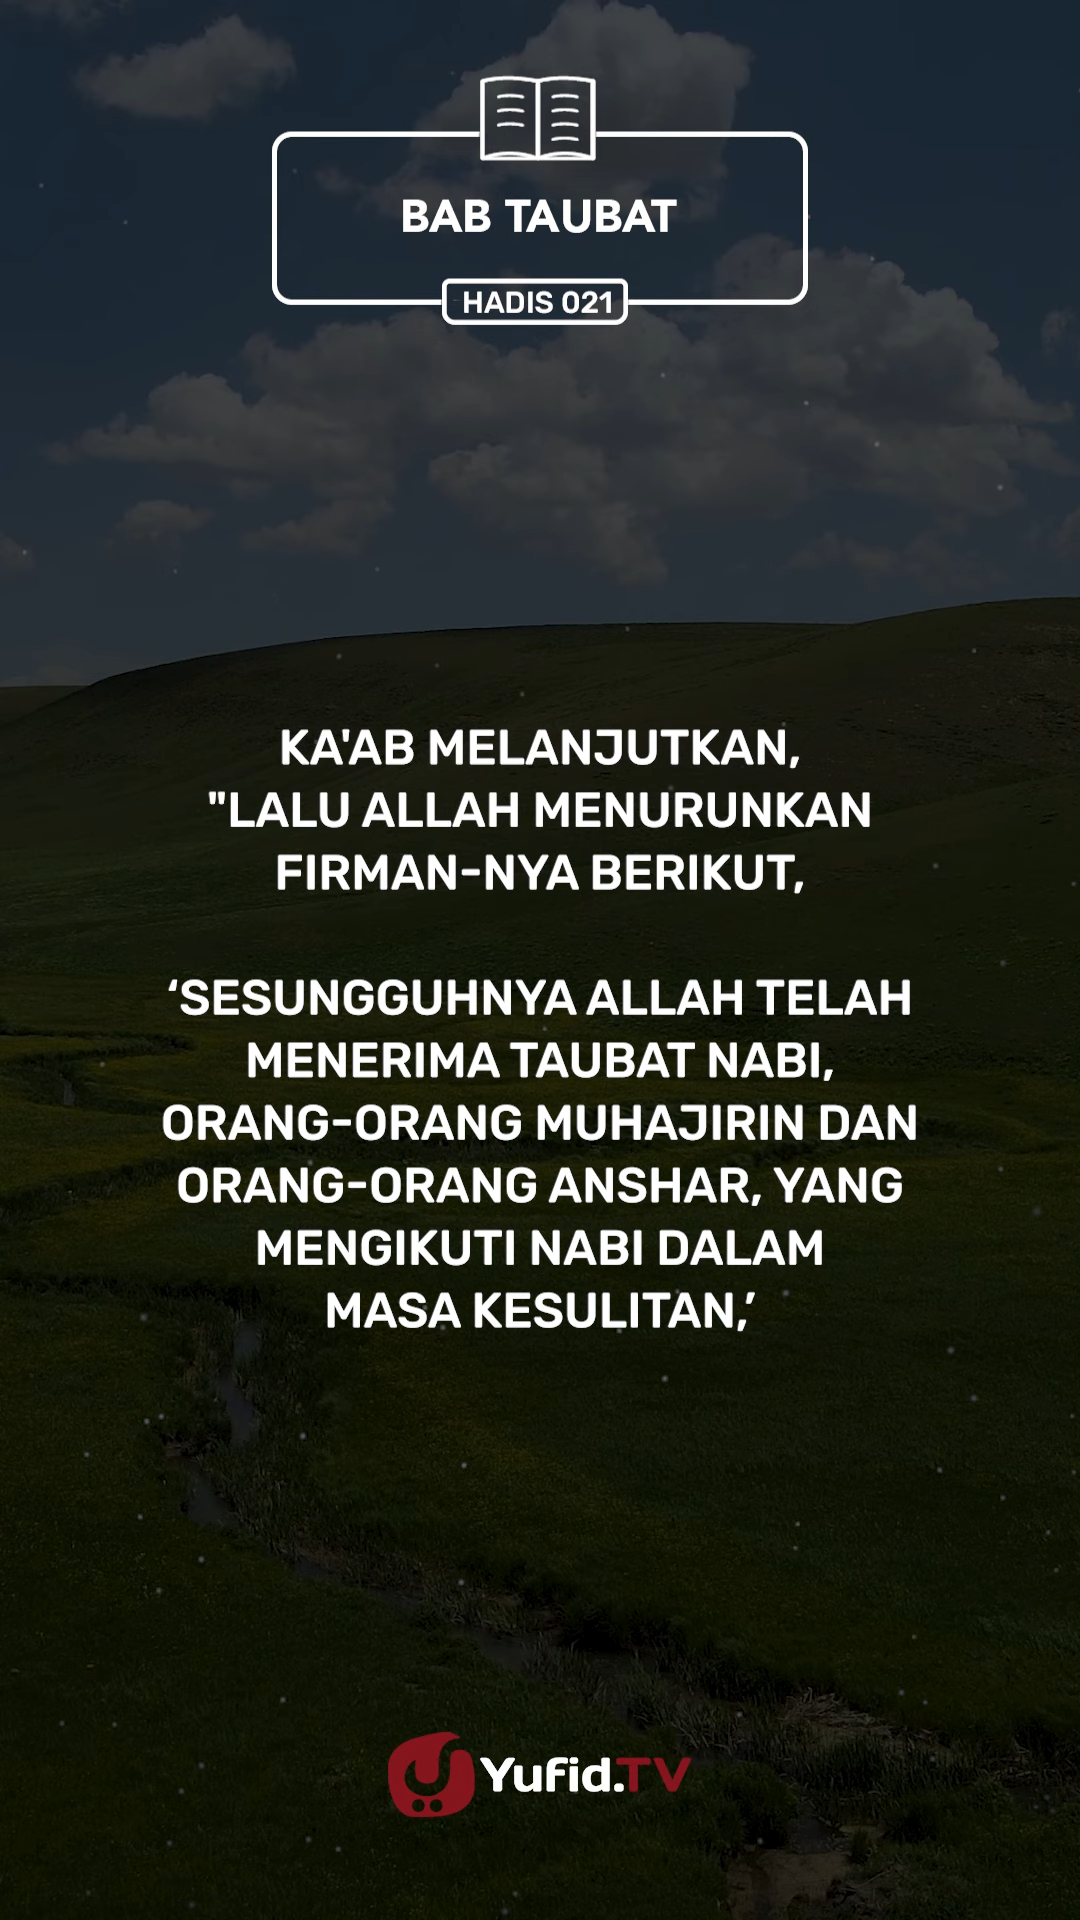 BAB TAUBAT
HADIS 021
KA'AB MELANJUTKAN,
"LALU ALLAH MENURUNKAN
FIRMAN-NYA BERIKUT,
‘SESUNGGUHNYA ALLAH TELAH
MENERIMA TAUBAT NABI,
ORANG-ORANG MUHAJIRIN DAN
ORANG-ORANG ANSHAR, YANG
MENGIKUTI NABI DALAM
MASA KESULITAN,’
Yufid.TV